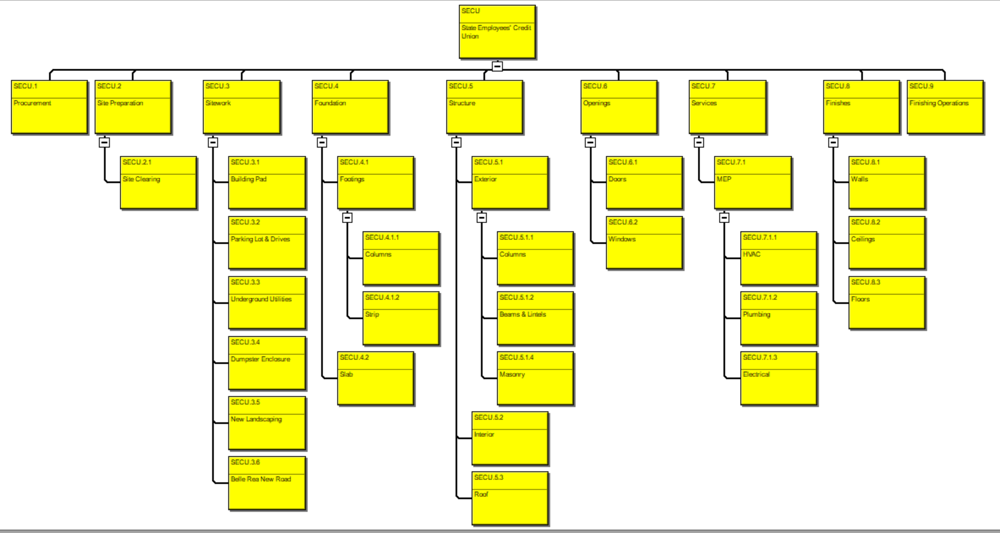 SECU
State Employees' Credit
Union
SECU.1
Procurement
SECU.2
Site Preparation
SECU.2.1
Site Clearing
SECU.3
Sitework
SECU.3.1
Building Pad
SECU.3.2
Parking Lot & Drives
SECU.3.3
Underground Utilities
SECU.3.4
Dumpster Enclosure
SECU.3.5
New Landscaping
SECU.3.6
Belle Rea New Road
SECU.4
Foundation
SECU.4.1
Footings
SECU.4.1.1
Columns
SECU.4.1.2
Strip
SECU.4.2
Slab
SECU.5
Structure
SECU.5.1
Exterior
SECU.5.1.1
Columns
SECU.5.1.2
Beams & Lintels
SECU.5.1.4
Masonry
SECU.5.2
Interior
SECU.5.3
Roof
SECU.6
Openings
SECU.6.1
Doors
SECU.6.2
Windows
SECU.7
Services
SECU.7.1
MEP
SECU.7.1.1
HVAC
SECU.7.1.2
Plumbing
SECU.7.1.3
Electrical
SECU.8
Finishes
SECU.8.1
Walls
SECU.8.2
Ceilings
SECU.8.3
Floors
SECU.9
Finishing Operations